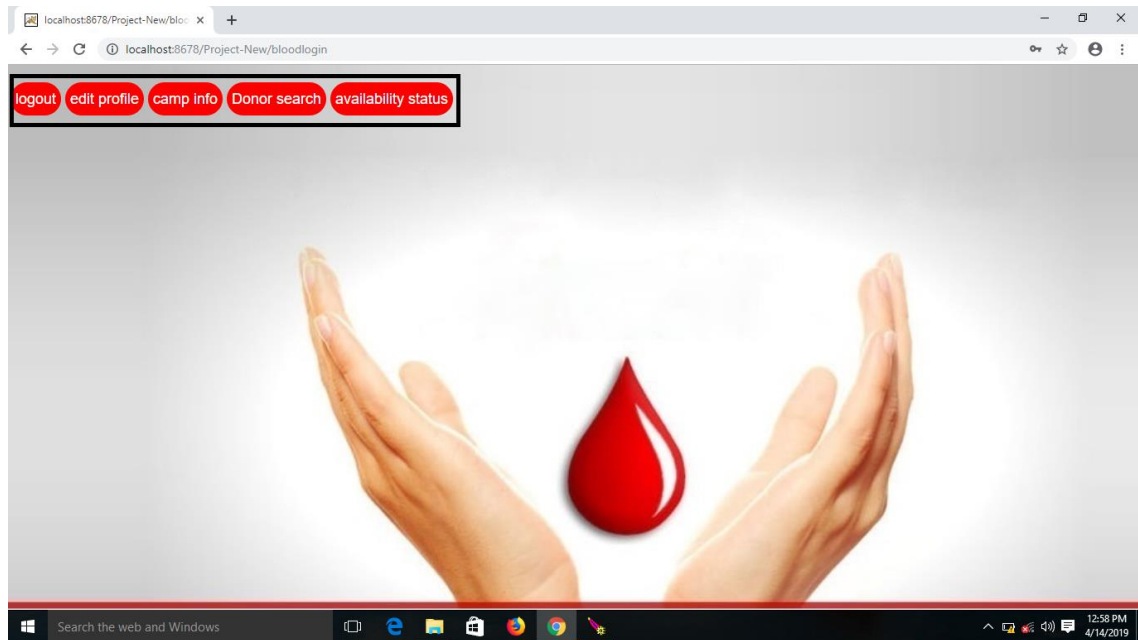 localhost:8678/Project-New/bloo
localhost:8678/Project-New/bloodlogin
logout edit profile camp info Donor search availability status
Search the web and Windows
12:58 PM
4/14/2019